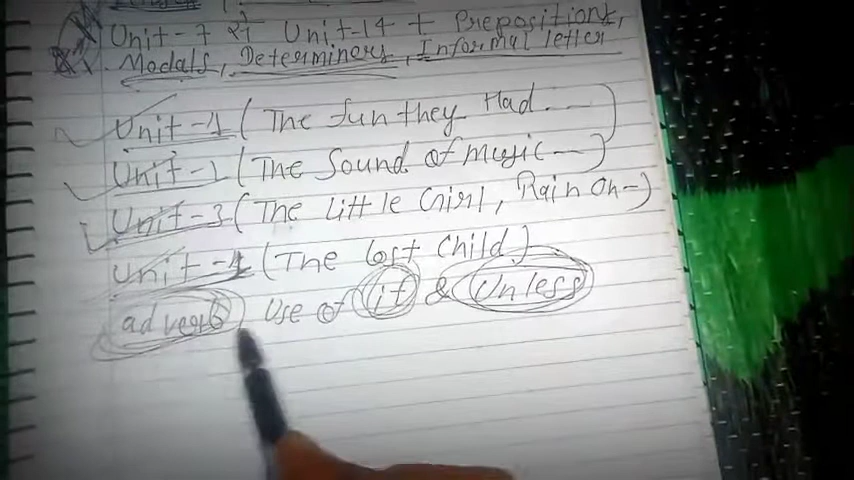 Unit-7 से Unit-14 + Prepositions,
Modals, Determiners, Informal letter
Unit-1 (The fun they Had. --)
Unit-1 (The Sound of music -)
Unit-3 (The Little Girl, Rain On-)
Unit-4 (The lost Child)
adverb Use of if & Unless